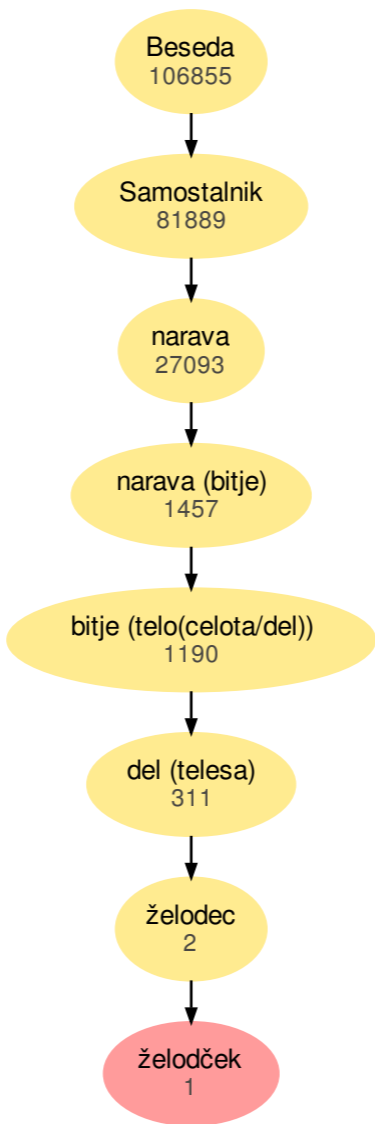 Beseda
106855
Samostalnik
81889
narava
27093
narava (bitje)
1457
bitje (telo(celota/del))
1190
del (telesa)
311
želodec
2
želodček
1